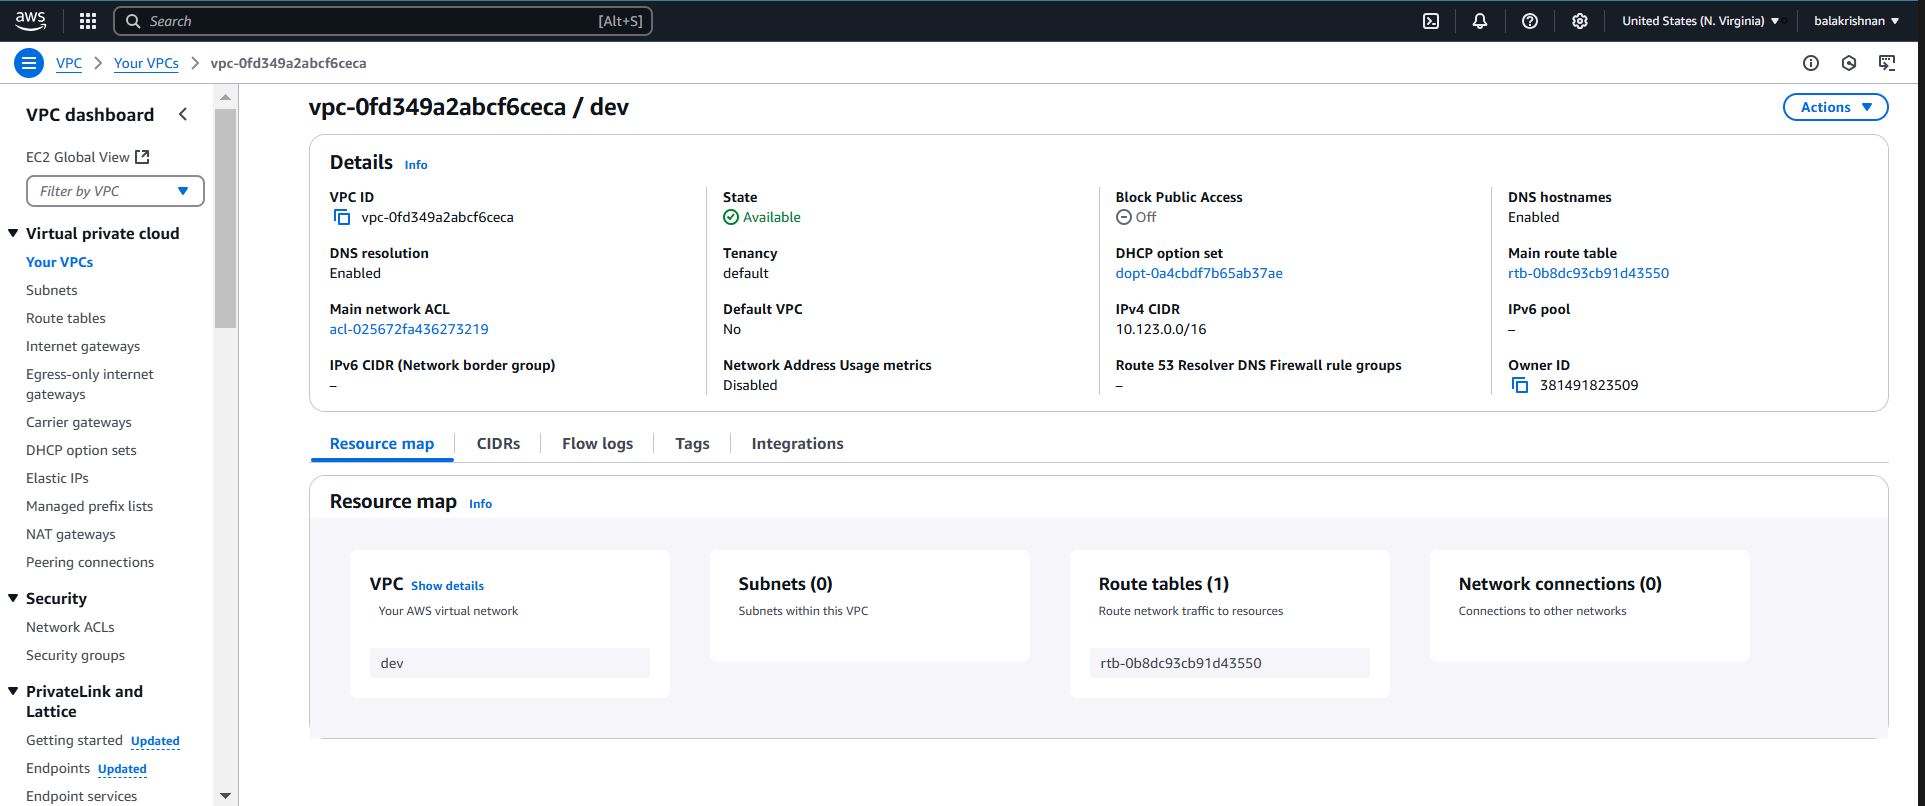 aws
Search [Alt+S]
United States (N. Virginia) balakrishnan
VPC Your VPCs vpc-0fd349a2abcf6ceca
VPC dashboard
EC2 Global View
Filter by VPC
Virtual private cloud
Your VPCs
Subnets
Route tables
Internet gateways
Egress-only internet
gateways
Carrier gateways
DHCP option sets
Elastic IPs
Managed prefix lists
NAT gateways
Peering connections
Security
Network ACLs
Security groups
PrivateLink and
Lattice
Getting started Updated
Endpoints Updated
Endpoint services
vpc-0fd349a2abcf6ceca / dev
Actions
Details Info
VPC ID
vpc-0fd349a2abcf6ceca
State
Available
Block Public Access
Off
DNS hostnames
Enabled
DNS resolution
Enabled
Tenancy
default
DHCP option set
dopt-0a4cbdf7b65ab37ae
Main route table
rtb-0b8dc93cb91d43550
Main network ACL
acl-025672fa436273219
Default VPC
No
IPv4 CIDR
10.123.0.0/16
IPv6 pool
–
IPv6 CIDR (Network border group)
–
Network Address Usage metrics
Disabled
Route 53 Resolver DNS Firewall rule groups
–
Owner ID
381491823509
Resource map CIDRs Flow logs Tags Integrations
Resource map Info
VPC Show details
Your AWS virtual network
dev
Subnets (0)
Subnets within this VPC
Route tables (1)
Route network traffic to resources
rtb-0b8dc93cb91d43550
Network connections (0)
Connections to other networks